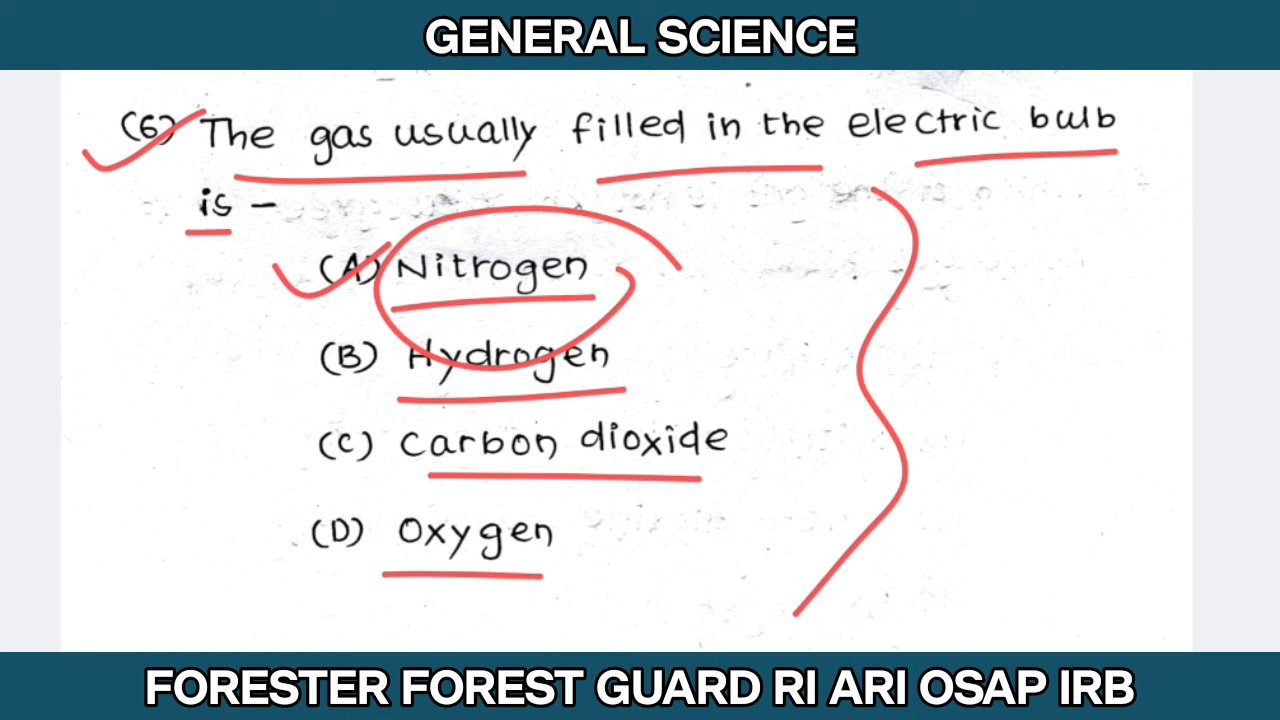 GENERAL SCIENCE
(6) The gas usually filled in the electric bulb
is -
(A) Nitrogen
(B) Hydrogen
(C) Carbon dioxide
(D) Oxygen
FORESTER FOREST GUARD RI ARI OSAP IRB